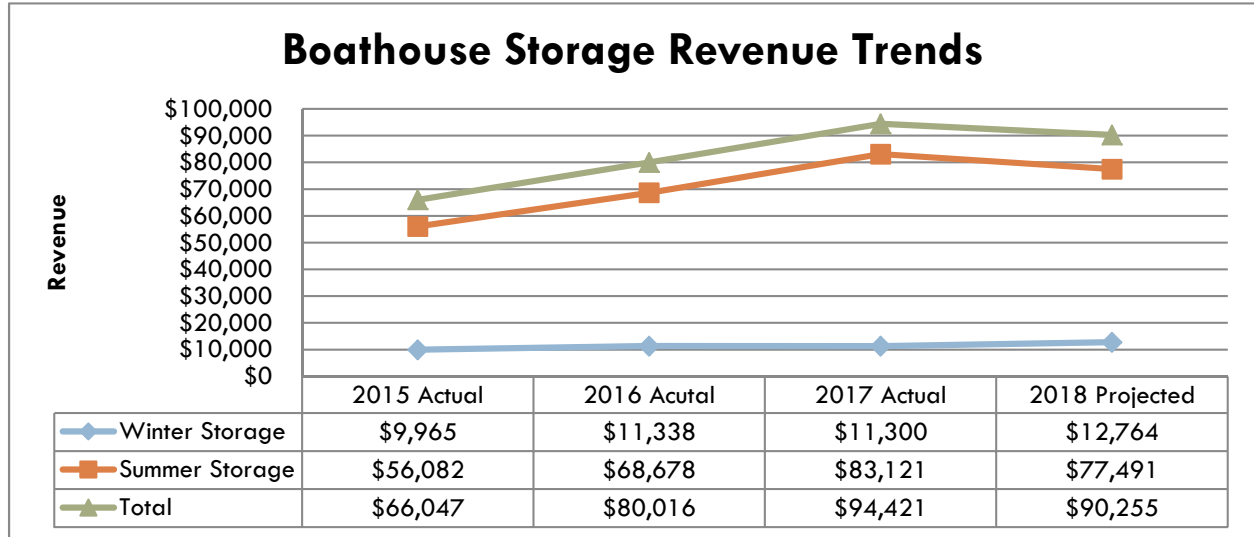 Boathouse Storage Revenue Trends
Revenue
$100,000
$90,000
$80,000
$70,000
$60,000
$50,000
$40,000
$30,000
$20,000
$10,000
$0
2015 Actual 2016 Acutal 2017 Actual 2018 Projected
Winter Storage $9,965 $11,338 $11,300 $12,764
Summer Storage $56,082 $68,678 $83,121 $77,491
Total $66,047 $80,016 $94,421 $90,255